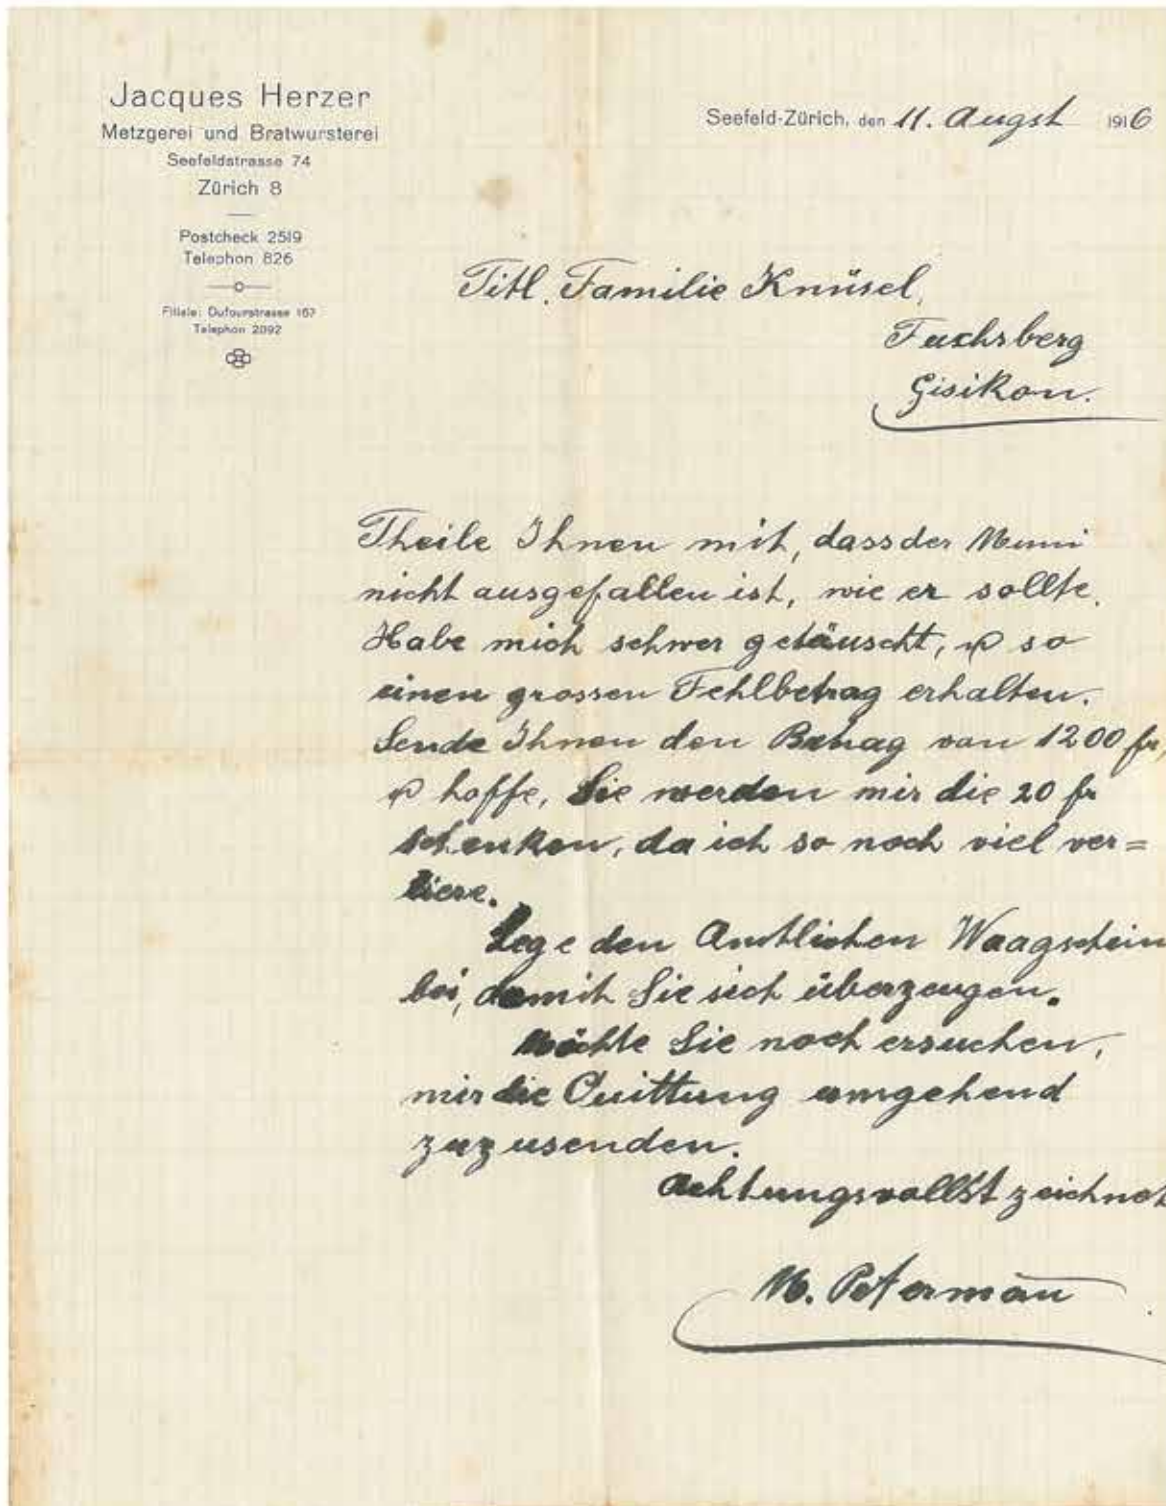 Jacques Herzer
Metzgerei und Bratwursterei
Seefeldstrasse 74
Zürich 8
Postcheck 2519
Telephon 826
Filiale: Dufourstrasse 167
Telephon 2092
Seefeld-Zürich, den 11. Augst 1916
Titl. Familie Knüsel,
Fuchsberg
Gisikon.
Theile Ihnen mit, dass der Muni
nicht ausgefallen ist, wie er sollte.
Habe mich schwer getäuscht, & so
einen grossen Fehlbetrag erhalten.
Sende Ihnen den Betrag von 1200 fr,
& hoffe, Sie werden mir die 20 fr
schenken, da ich so noch viel ver=
liere.
Lege den Amtlichen Waagschein
bei, damit Sie sich überzeugen.
Möchte Sie noch ersuchen,
mir die Quittung umgehend
zuzusenden.
Achtungsvollst zeichnet
M. Petermān